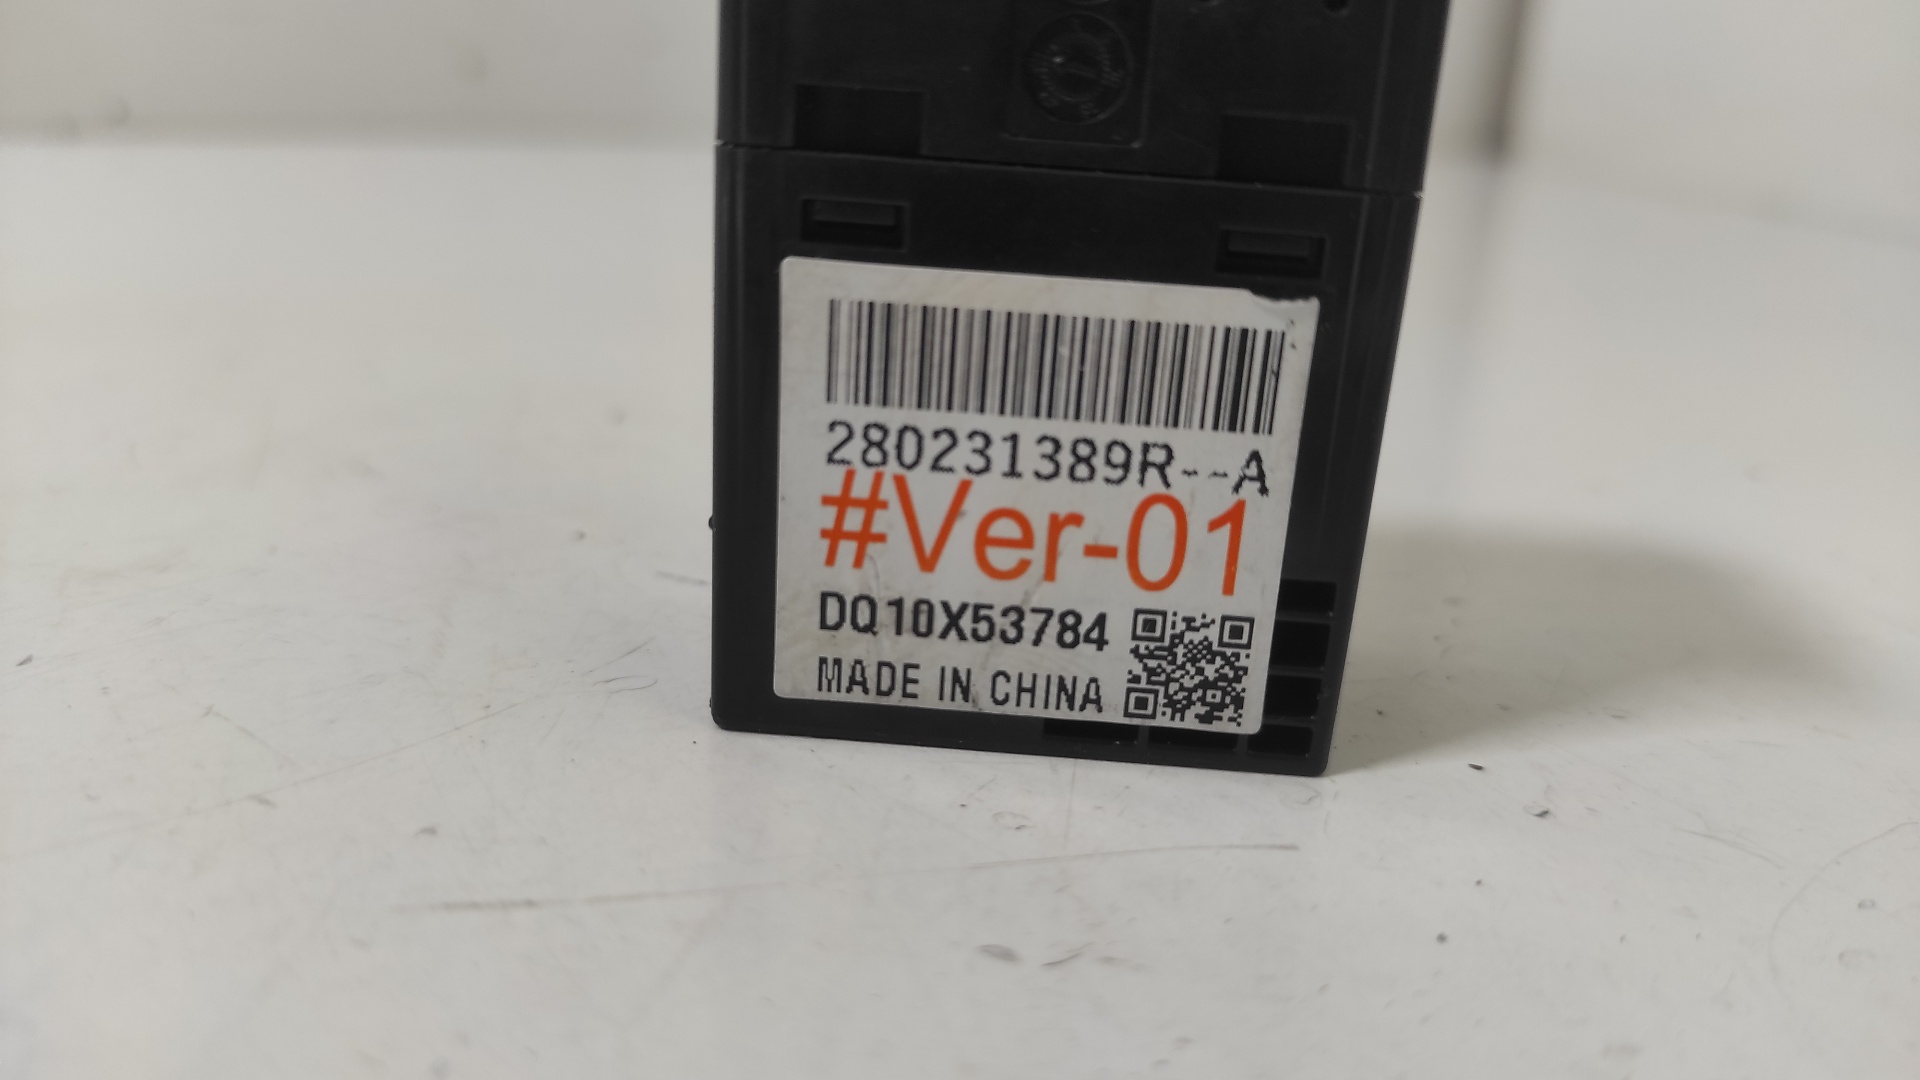 280231389R--A
#Ver-01
DQ10X53784
MADE IN CHINA